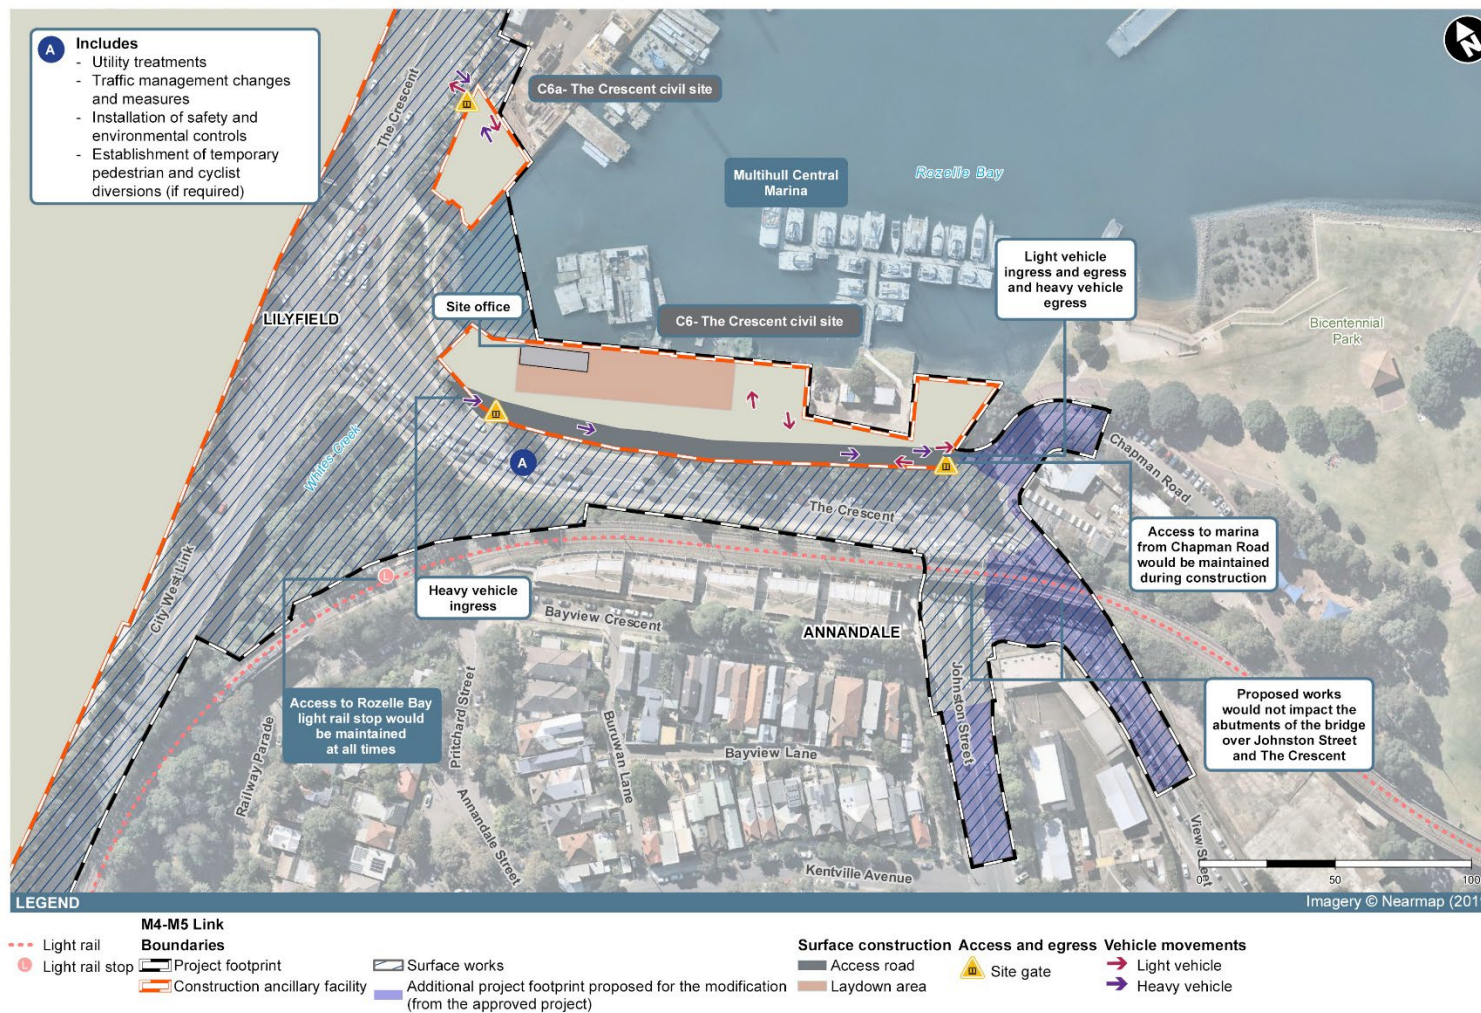 A
Includes
- Utility treatments
- Traffic management changes
and measures
- Installation of safety and
environmental controls
- Establishment of temporary
pedestrian and cyclist
diversions (if required)
The Crescent
C6a- The Crescent civil site
N
Multihull Central
Marina
Rozelle Bay
Light vehicle
ingress and egress
and heavy vehicle
egress
Bicentennial
Park
Site office
LILYFIELD
C6- The Crescent civil site
Whites Creek
A
The Crescent
Chapman Road
Access to marina
from Chapman Road
would be maintained
during construction
City West Link
L
Heavy vehicle
ingress
Bayview Crescent
ANNANDALE
Access to Rozelle Bay
light rail stop would
be maintained
at all times
Railway Parade
Pritchard Street
Annandale Street
Buruwan Lane
Bayview Lane
Johnston Street
Proposed works
would not impact the
abutments of the bridge
over Johnston Street
and The Crescent
View Street
Kentville Avenue
0 50 100
LEGEND
Imagery © Nearmap (2019
M4-M5 Link
Light rail
L Light rail stop
Boundaries
Project footprint
Construction ancillary facility
Surface works
Additional project footprint proposed for the modification
(from the approved project)
Surface construction
Access road
Laydown area
Access and egress
Site gate
Vehicle movements
Light vehicle
Heavy vehicle